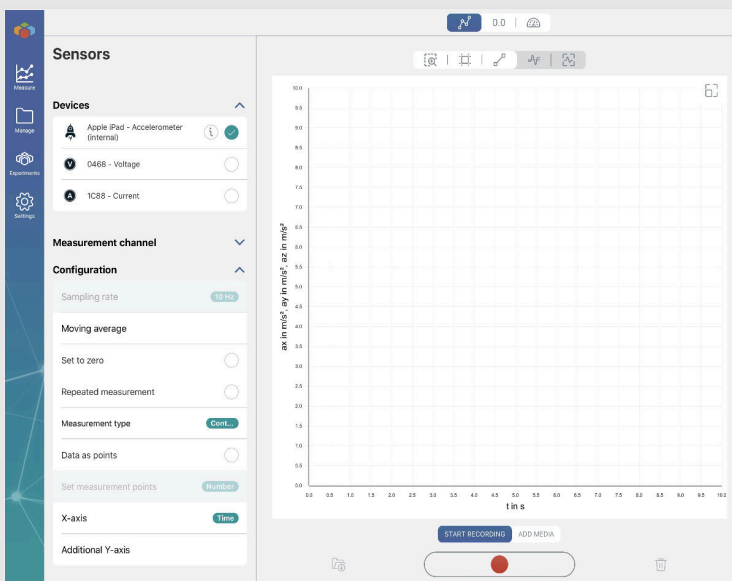 0.0
Measure
Manage
Experiments
Settings
Sensors
Devices
Apple iPad - Accelerometer
(internal)
i
V
0468 - Voltage
A
1C88 - Current
Measurement channel
Configuration
Sampling rate
10 Hz
Moving average
Set to zero
Repeated measurement
Measurement type
Cont...
Data as points
Set measurement points
Number
X-axis
Time
Additional Y-axis
ax in m/s², ay in m/s², az in m/s²
10.0
9.5
9.0
8.5
8.0
7.5
7.0
6.5
6.0
5.5
5.0
4.5
4.0
3.5
3.0
2.5
2.0
1.5
1.0
0.5
0.0
0.0 0.5 1.0 1.5 2.0 2.5 3.0 3.5 4.0 4.5 5.0 5.5 6.0 6.5 7.0 7.5 8.0 8.5 9.0 9.5 10.0
t in s
START RECORDING ADD MEDIA